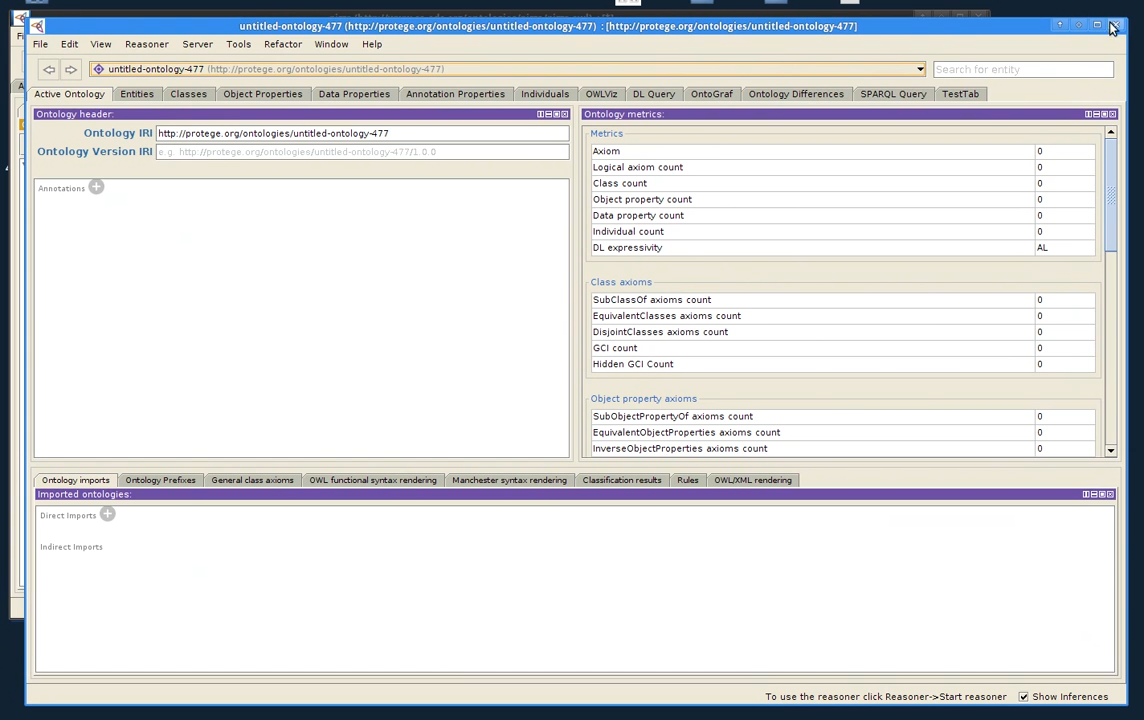 untitled-ontology-477 (http://protege.org/ontologies/untitled-ontology-477) : [http://protege.org/ontologies/untitled-ontology-477]
File Edit View Reasoner Server Tools Refactor Window Help
untitled-ontology-477 (http://protege.org/ontologies/untitled-ontology-477) Search for entity
Active Ontology Entities Classes Object Properties Data Properties Annotation Properties Individuals OWLViz DL Query OntoGraf Ontology Differences SPARQL Query TestTab
Ontology header:
Ontology IRI http://protege.org/ontologies/untitled-ontology-477
Ontology Version IRI e.g. http://protege.org/ontologies/untitled-ontology-477/1.0.0
Annotations
Ontology metrics:
Metrics
Axiom 0
Logical axiom count 0
Class count 0
Object property count 0
Data property count 0
Individual count 0
DL expressivity AL
Class axioms
SubClassOf axioms count 0
EquivalentClasses axioms count 0
DisjointClasses axioms count 0
GCI count 0
Hidden GCI Count 0
Object property axioms
SubObjectPropertyOf axioms count 0
EquivalentObjectProperties axioms count 0
InverseObjectProperties axioms count 0
Ontology imports Ontology Prefixes General class axioms OWL functional syntax rendering Manchester syntax rendering Classification results Rules OWL/XML rendering
Imported ontologies:
Direct Imports
Indirect Imports
To use the reasoner click Reasoner->Start reasoner Show Inferences